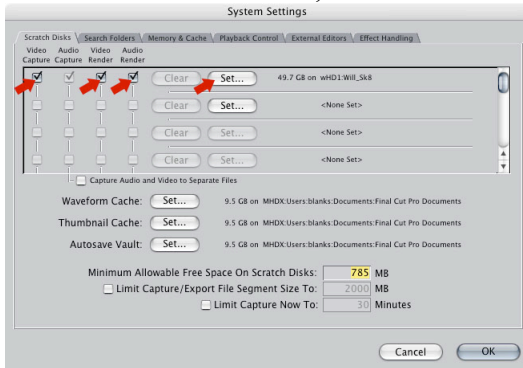 System Settings
Scratch Disks Search Folders Memory & Cache Playback Control External Editors Effect Handling
Video Audio Video Audio
Capture Capture Render Render
Clear Set... 49.7 GB on wHD1:Will_Sk8
Clear Set... <None Set>
Clear Set... <None Set>
Clear Set... <None Set>
Capture Audio and Video to Separate Files
Waveform Cache: Set... 9.5 GB on MHDX:Users:blanks:Documents:Final Cut Pro Documents
Thumbnail Cache: Set... 9.5 GB on MHDX:Users:blanks:Documents:Final Cut Pro Documents
Autosave Vault: Set... 9.5 GB on MHDX:Users:blanks:Documents:Final Cut Pro Documents
Minimum Allowable Free Space On Scratch Disks: 785 MB
Limit Capture/Export File Segment Size To: 2000 MB
Limit Capture Now To: 30 Minutes
Cancel OK